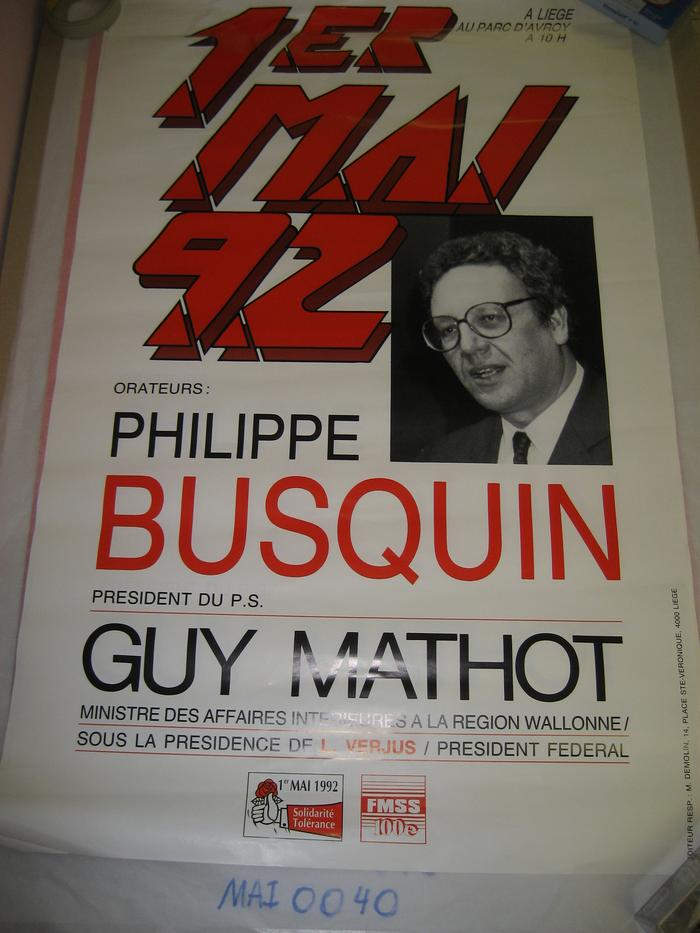 1ER
MAI
92
A LIEGE
AU PARC D'AVROY
A 10 H
ORATEURS :
PHILIPPE
BUSQUIN
PRESIDENT DU P.S.
GUY MATHOT
MINISTRE DES AFFAIRES INTERIEURES A LA REGION WALLONNE /
SOUS LA PRESIDENCE DE L. VERJUS / PRESIDENT FEDERAL
1er MAI 1992
Solidarité
Tolérance
FMSS
100e
EDITEUR RESP. : M. DEMOLIN, 14, PLACE STE-VERONIQUE, 4000 LIEGE
MAI 0040